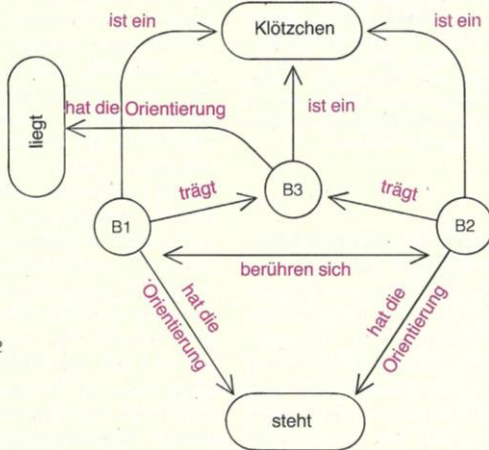 ist ein
Klötzchen
ist ein
hat die Orientierung
ist ein
liegt
trägt
B3
trägt
B1
B2
berühren sich
hat die
Orientierung
hat die
Orientierung
2
steht